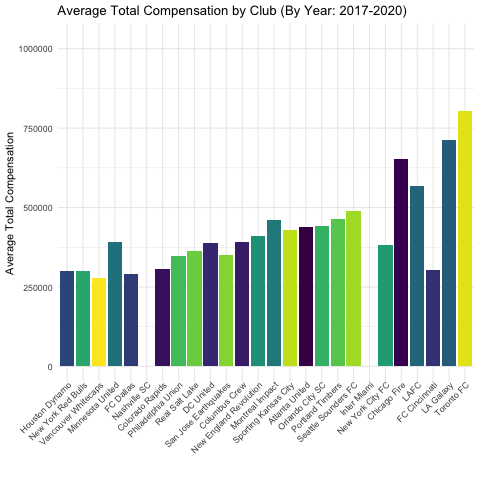 Average Total Compensation by Club (By Year: 2017-2020)
1000000
750000
500000
250000
0
Average Total Compensation
Houston Dynamo
New York Red Bulls
Vancouver Whitecaps
Minnesota United
FC Dallas
Nashville SC
Colorado Rapids
Philadelphia Union
Real Salt Lake
DC United
San Jose Earthquakes
Columbus Crew
New England Revolution
Montreal Impact
Sporting Kansas City
Atlanta United
Orlando City SC
Portland Timbers
Seattle Sounders FC
Inter Miami
New York City FC
Chicago Fire
LAFC
FC Cincinnati
LA Galaxy
Toronto FC